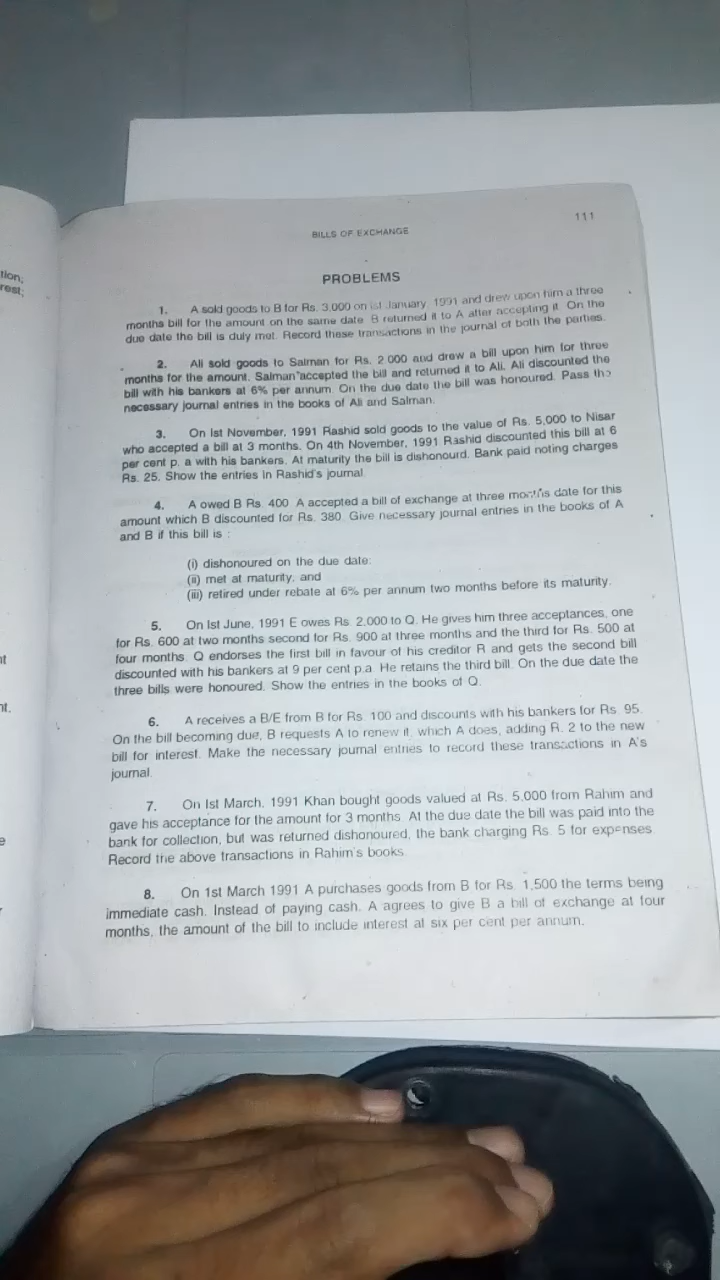 tion;
rest;
nt
nt.
e
111
BILLS OF EXCHANGE
PROBLEMS
1. A sold goods to B for Rs. 3,000 on Ist January, 1991 and drew upon him a three
months bill for the amount on the same date. B returned it to A after accepting it. On the
due date the bill is duly met. Record these transactions in the journal of both the parties.
2. Ali sold goods to Salman for Rs. 2,000 and drew a bill upon him for three
months for the amount. Salman accepted the bill and returned it to Ali. Ali discounted the
bill with his bankers at 6% per annum. On the due date the bill was honoured. Pass the
necessary journal entries in the books of Ali and Salman.
3. On Ist November, 1991 Rashid sold goods to the value of Rs. 5,000 to Nisar
who accepted a bill at 3 months. On 4th November, 1991 Rashid discounted this bill at 6
per cent p. a with his bankers. At maturity the bill is dishonourd. Bank paid noting charges
Rs. 25. Show the entries in Rashid's journal.
4. A owed B Rs. 400. A accepted a bill of exchange at three months date for this
amount which B discounted for Rs. 380. Give necessary journal entries in the books of A
and B if this bill is :
(i) dishonoured on the due date;
(ii) met at maturity, and
(iii) retired under rebate at 6% per annum two months before its maturity.
5. On Ist June, 1991 E owes Rs. 2,000 to Q. He gives him three acceptances, one
for Rs. 600 at two months second for Rs. 900 at three months and the third for Rs. 500 at
four months. Q endorses the first bill in favour of his creditor R and gets the second bill
discounted with his bankers at 9 per cent p.a. He retains the third bill. On the due date the
three bills were honoured. Show the entries in the books of Q.
6. A receives a B/E from B for Rs. 100 and discounts with his bankers for Rs. 95.
On the bill becoming due, B requests A to renew it, which A does, adding R. 2 to the new
bill for interest. Make the necessary journal entries to record these transactions in A's
journal.
7. On Ist March, 1991 Khan bought goods valued at Rs. 5,000 from Rahim and
gave his acceptance for the amount for 3 months. At the due date the bill was paid into the
bank for collection, but was returned dishonoured, the bank charging Rs. 5 for expenses.
Record the above transactions in Rahim's books.
8. On 1st March 1991 A purchases goods from B for Rs. 1,500 the terms being
immediate cash. Instead of paying cash. A agrees to give B a bill of exchange at four
months, the amount of the bill to include interest at six per cent per annum.